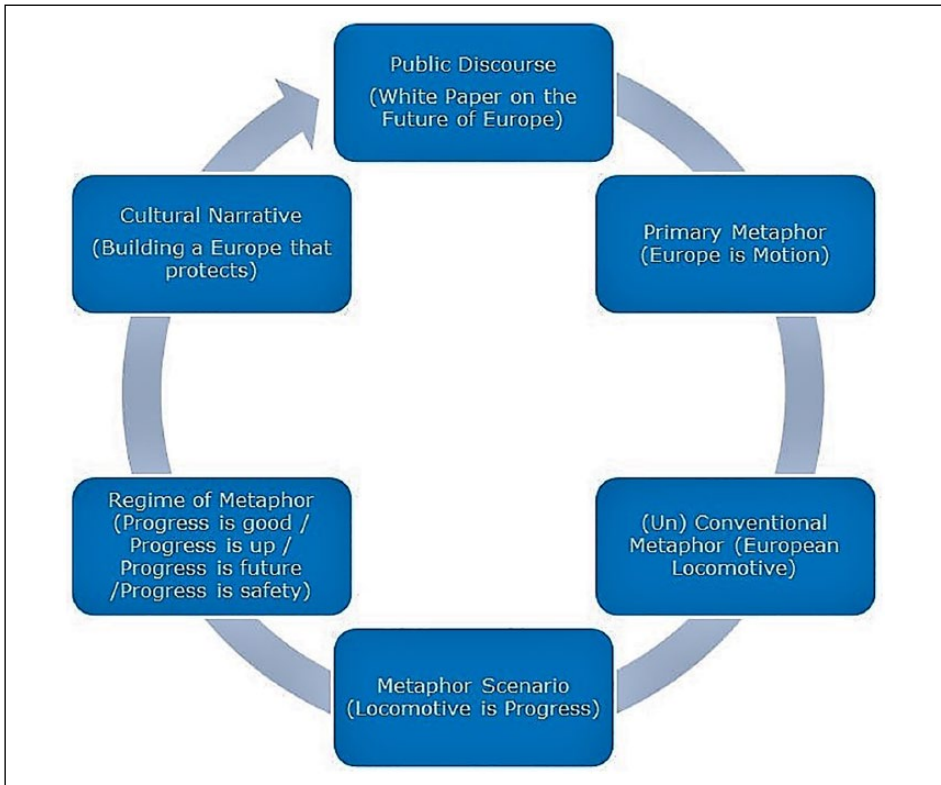 Public Discourse
(White Paper on the
Future of Europe)
Primary Metaphor
(Europe is Motion)
(Un) Conventional
Metaphor (European
Locomotive)
Metaphor Scenario
(Locomotive is Progress)
Regime of Metaphor
(Progress is good /
Progress is up /
Progress is future
/Progress is safety)
Cultural Narrative
(Building a Europe that
protects)